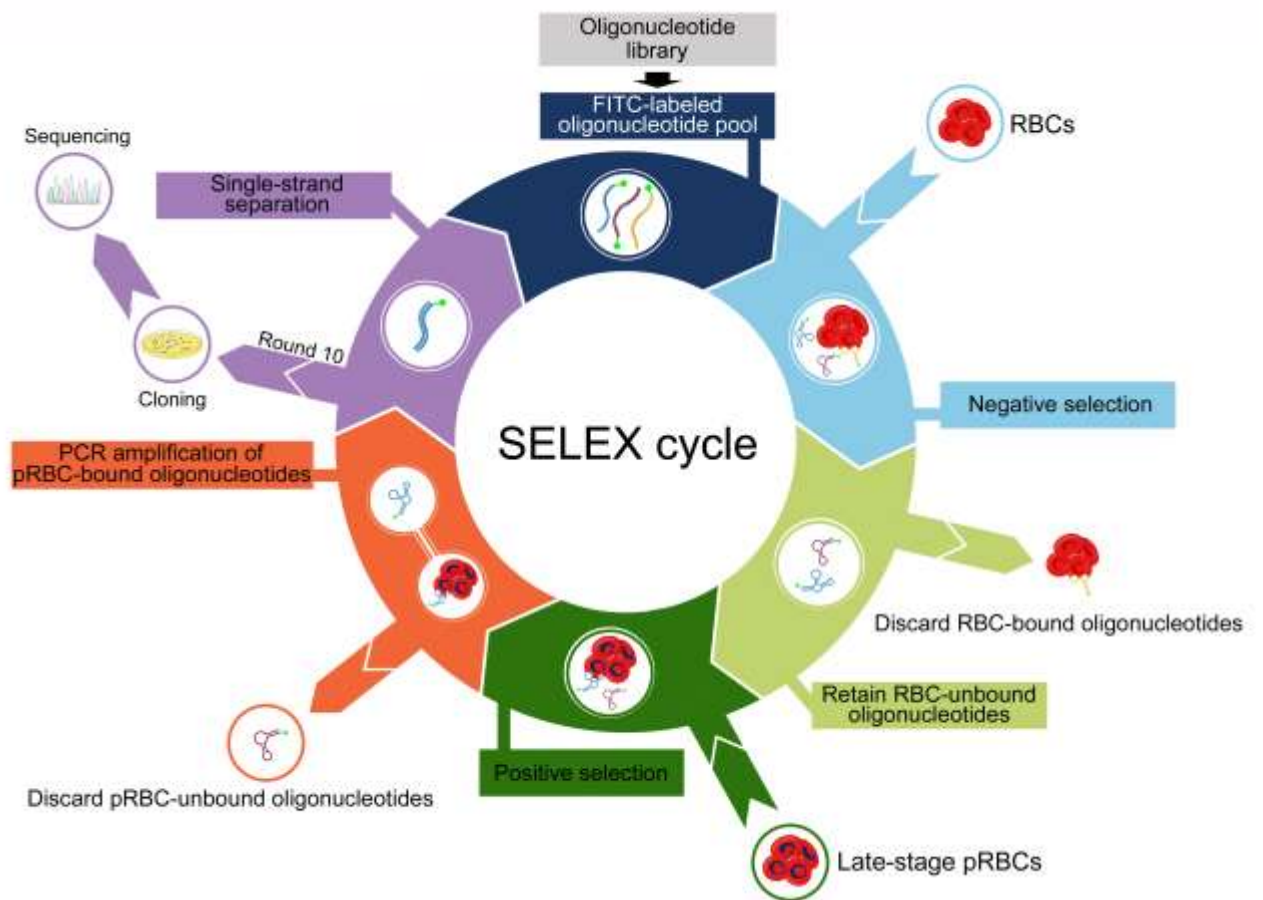 Oligonucleotide
library
FITC-labeled
oligonucleotide pool
RBCs
Sequencing
Single-strand
separation
Round 10
Cloning
Negative selection
SELEX cycle
PCR amplification of
pRBC-bound oligonucleotides
Discard RBC-bound oligonucleotides
Retain RBC-unbound
oligonucleotides
Positive selection
Discard pRBC-unbound oligonucleotides
Late-stage pRBCs